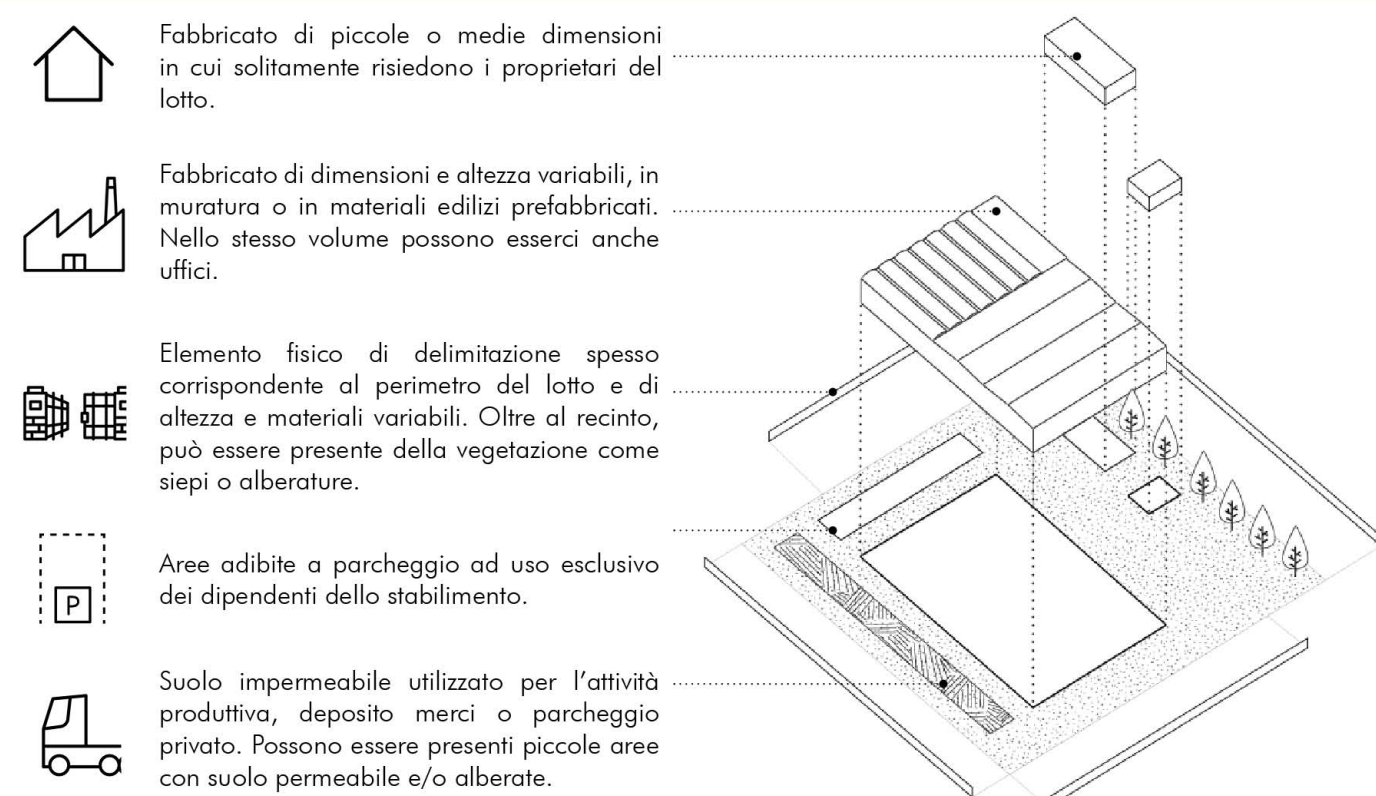 Fabbricato di piccole o medie dimensioni
in cui solitamente risiedono i proprietari del
lotto.
Fabbricato di dimensioni e altezza variabili, in
muratura o in materiali edilizi prefabbricati.
Nello stesso volume possono esserci anche
uffici.
Elemento fisico di delimitazione spesso
corrispondente al perimetro del lotto e di
altezza e materiali variabili. Oltre al recinto,
può essere presente della vegetazione come
siepi o alberature.
P
Aree adibite a parcheggio ad uso esclusivo
dei dipendenti dello stabilimento.
Suolo impermeabile utilizzato per l'attività
produttiva, deposito merci o parcheggio
privato. Possono essere presenti piccole aree
con suolo permeabile e/o alberate.